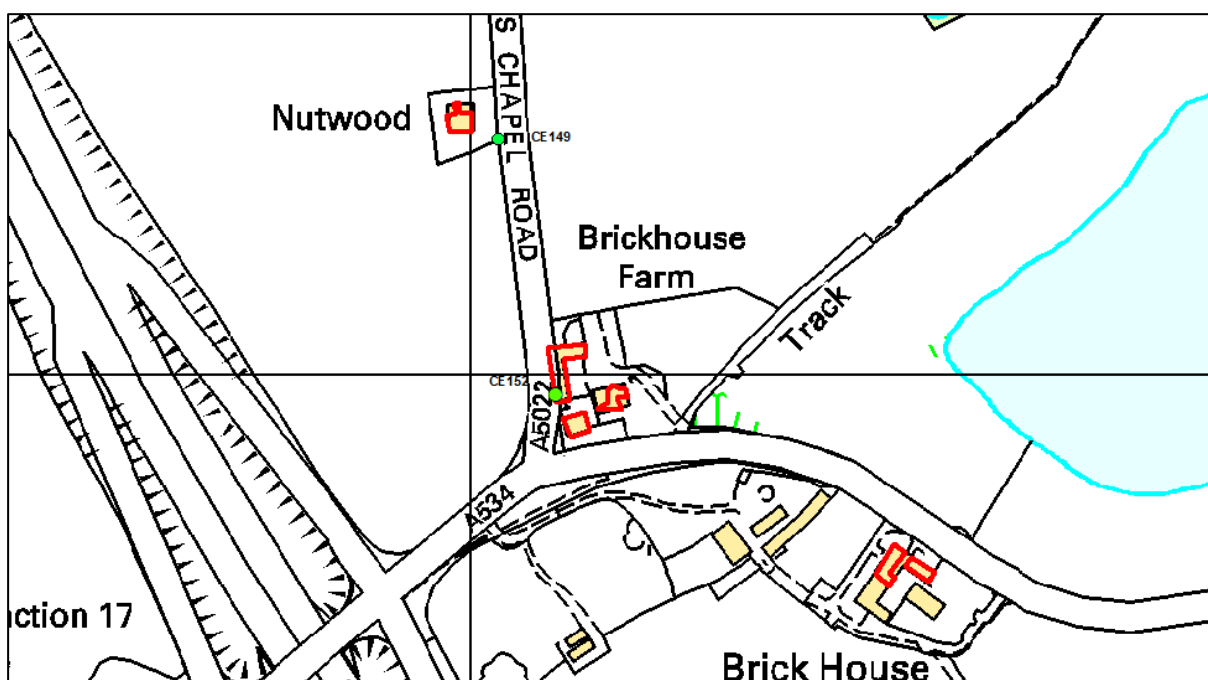 S CHAPEL ROAD
Nutwood
CE149
Brickhouse
Farm
Track
CE152
A5022
A534
ction 17
Brick House